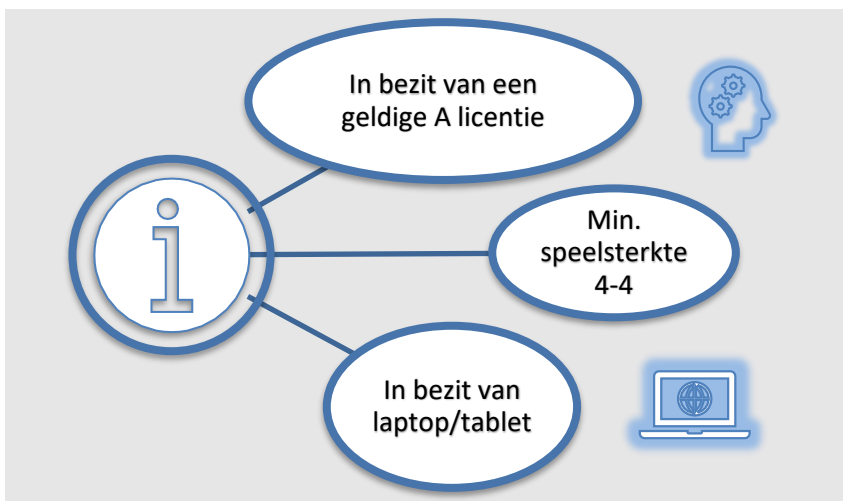 In bezit van een
geldige A licentie
Min.
speelsterkte
4-4
In bezit van
laptop/tablet